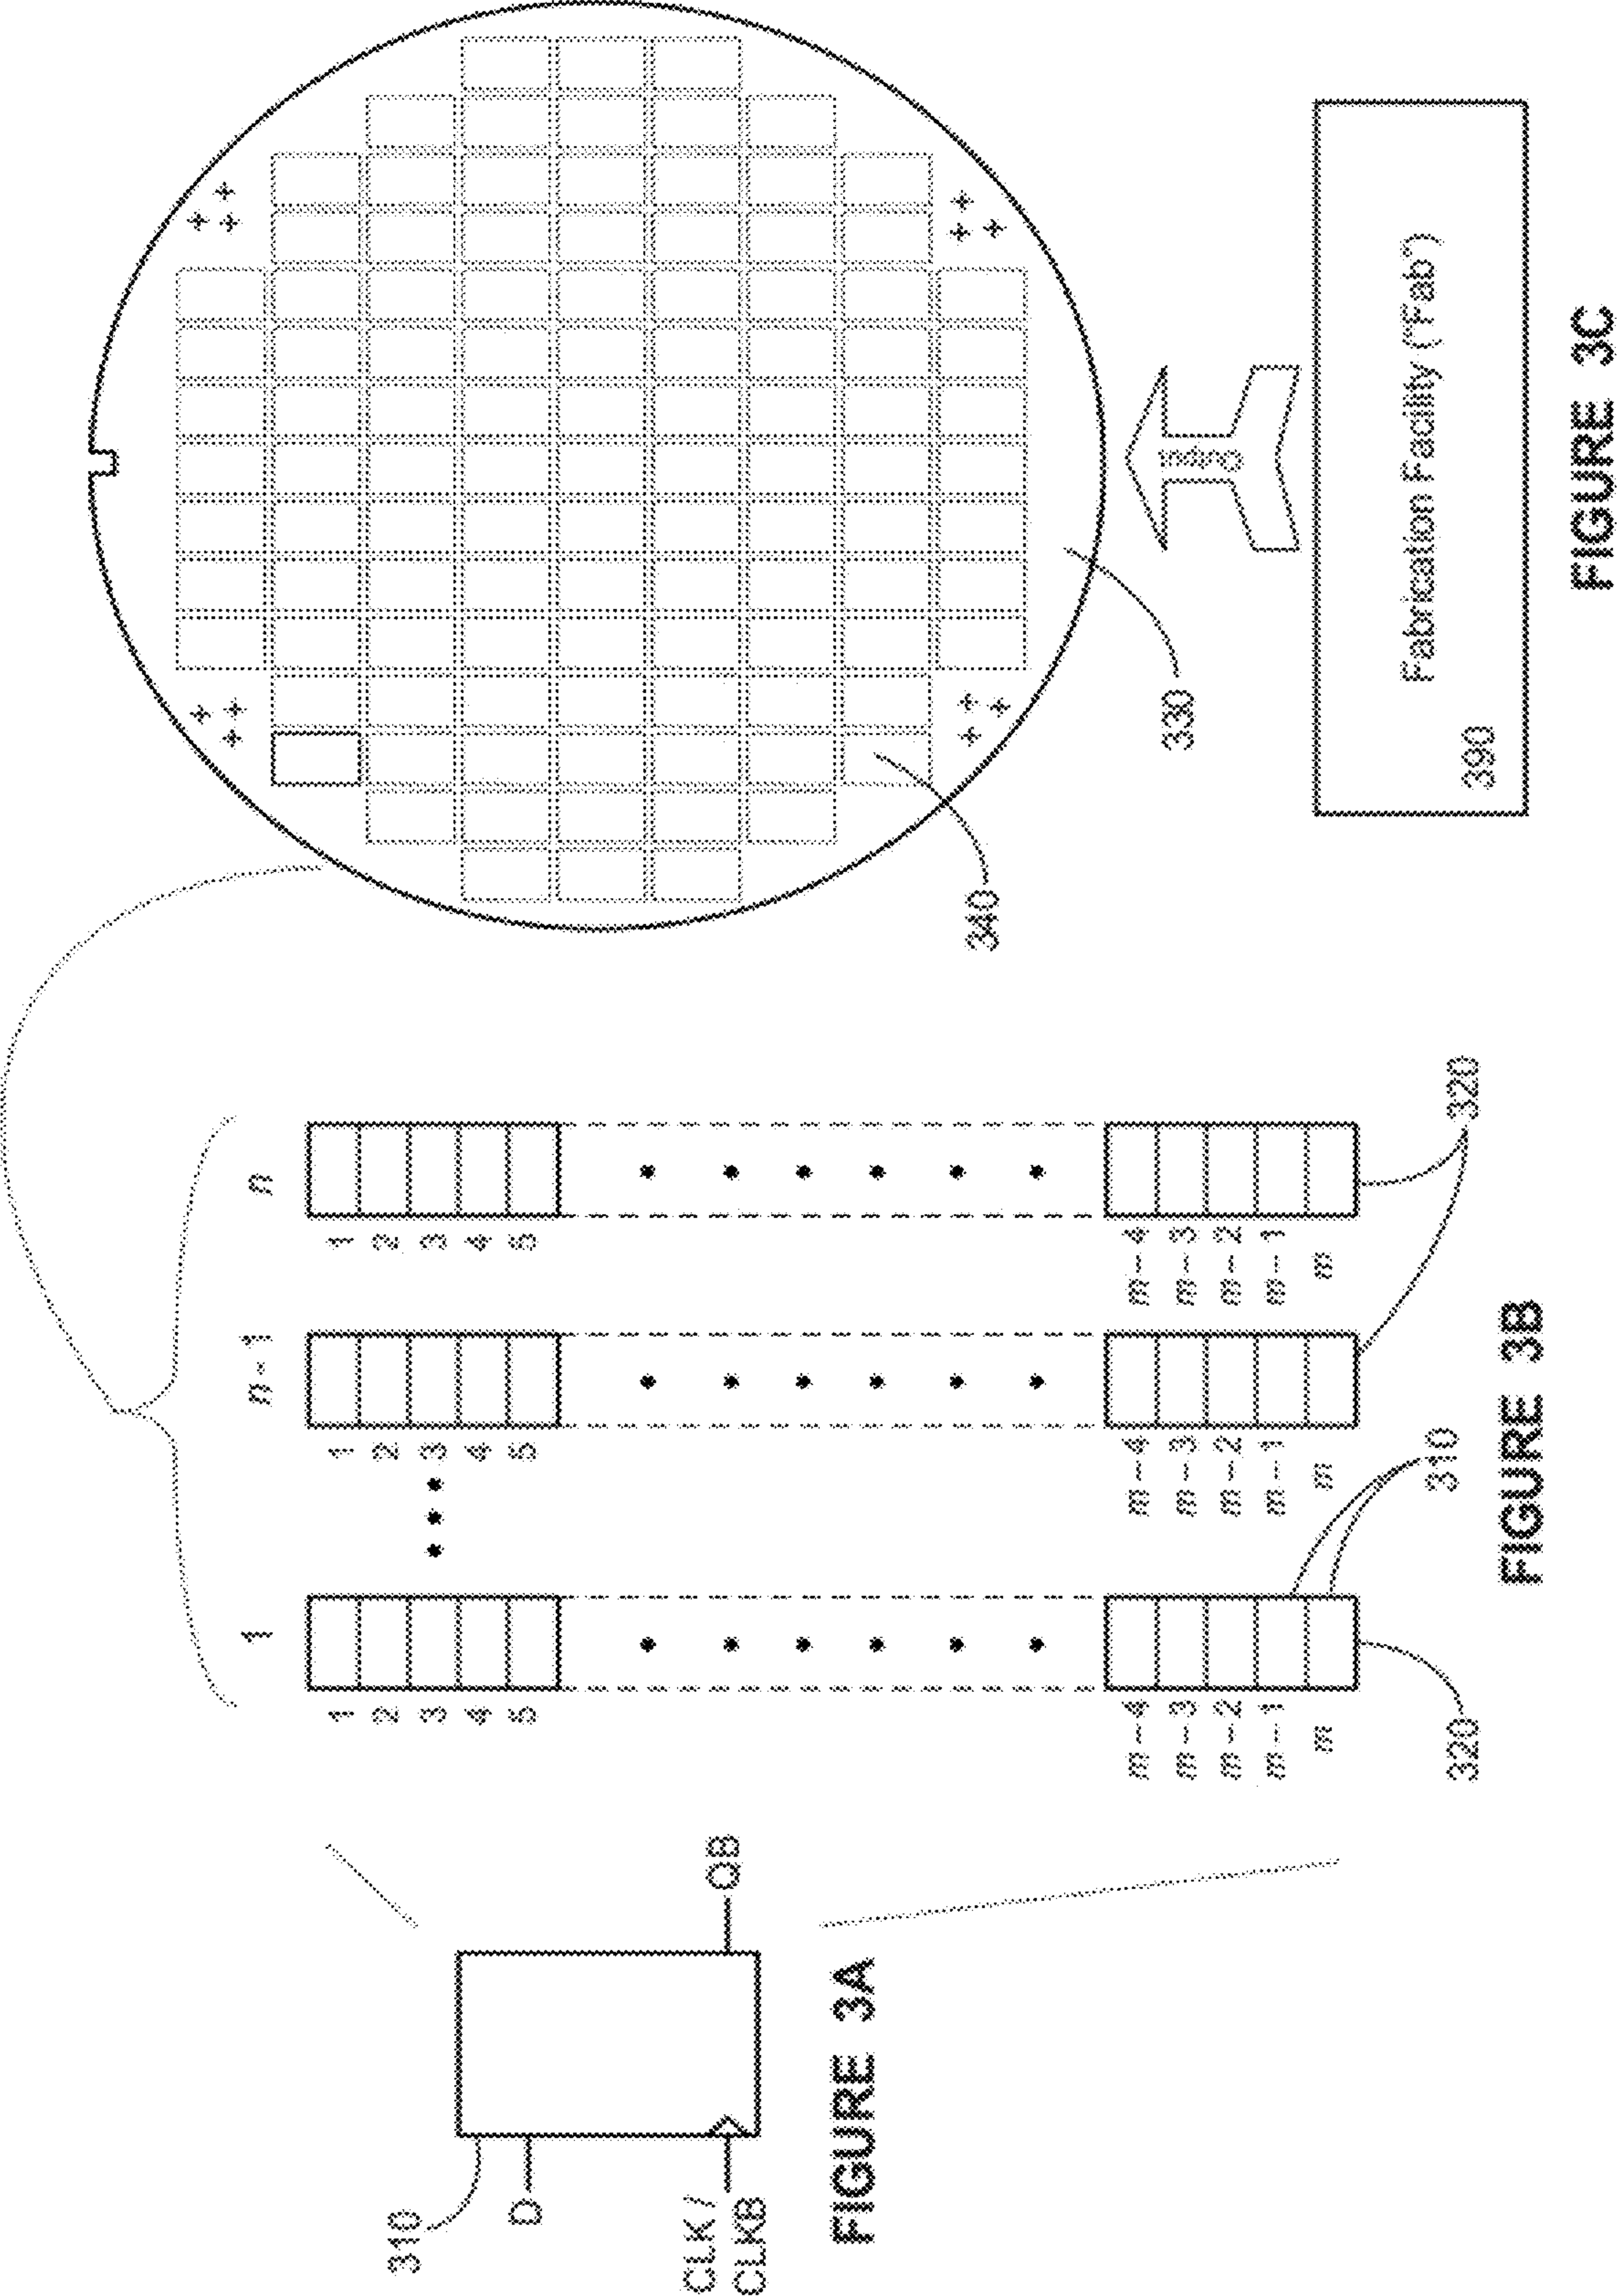 310
D
CLK /
CLKB
QB
FIGURE 3A
1
n-1
n
1
2
3
4
5
m-4
m-3
m-2
m-1
m
1
2
3
4
5
m-4
m-3
m-2
m-1
m
1
2
3
4
5
m-4
m-3
m-2
m-1
m
320
310
320
FIGURE 3B
340
330
Output
Fabrication Facility ("Fab")
390
FIGURE 3C